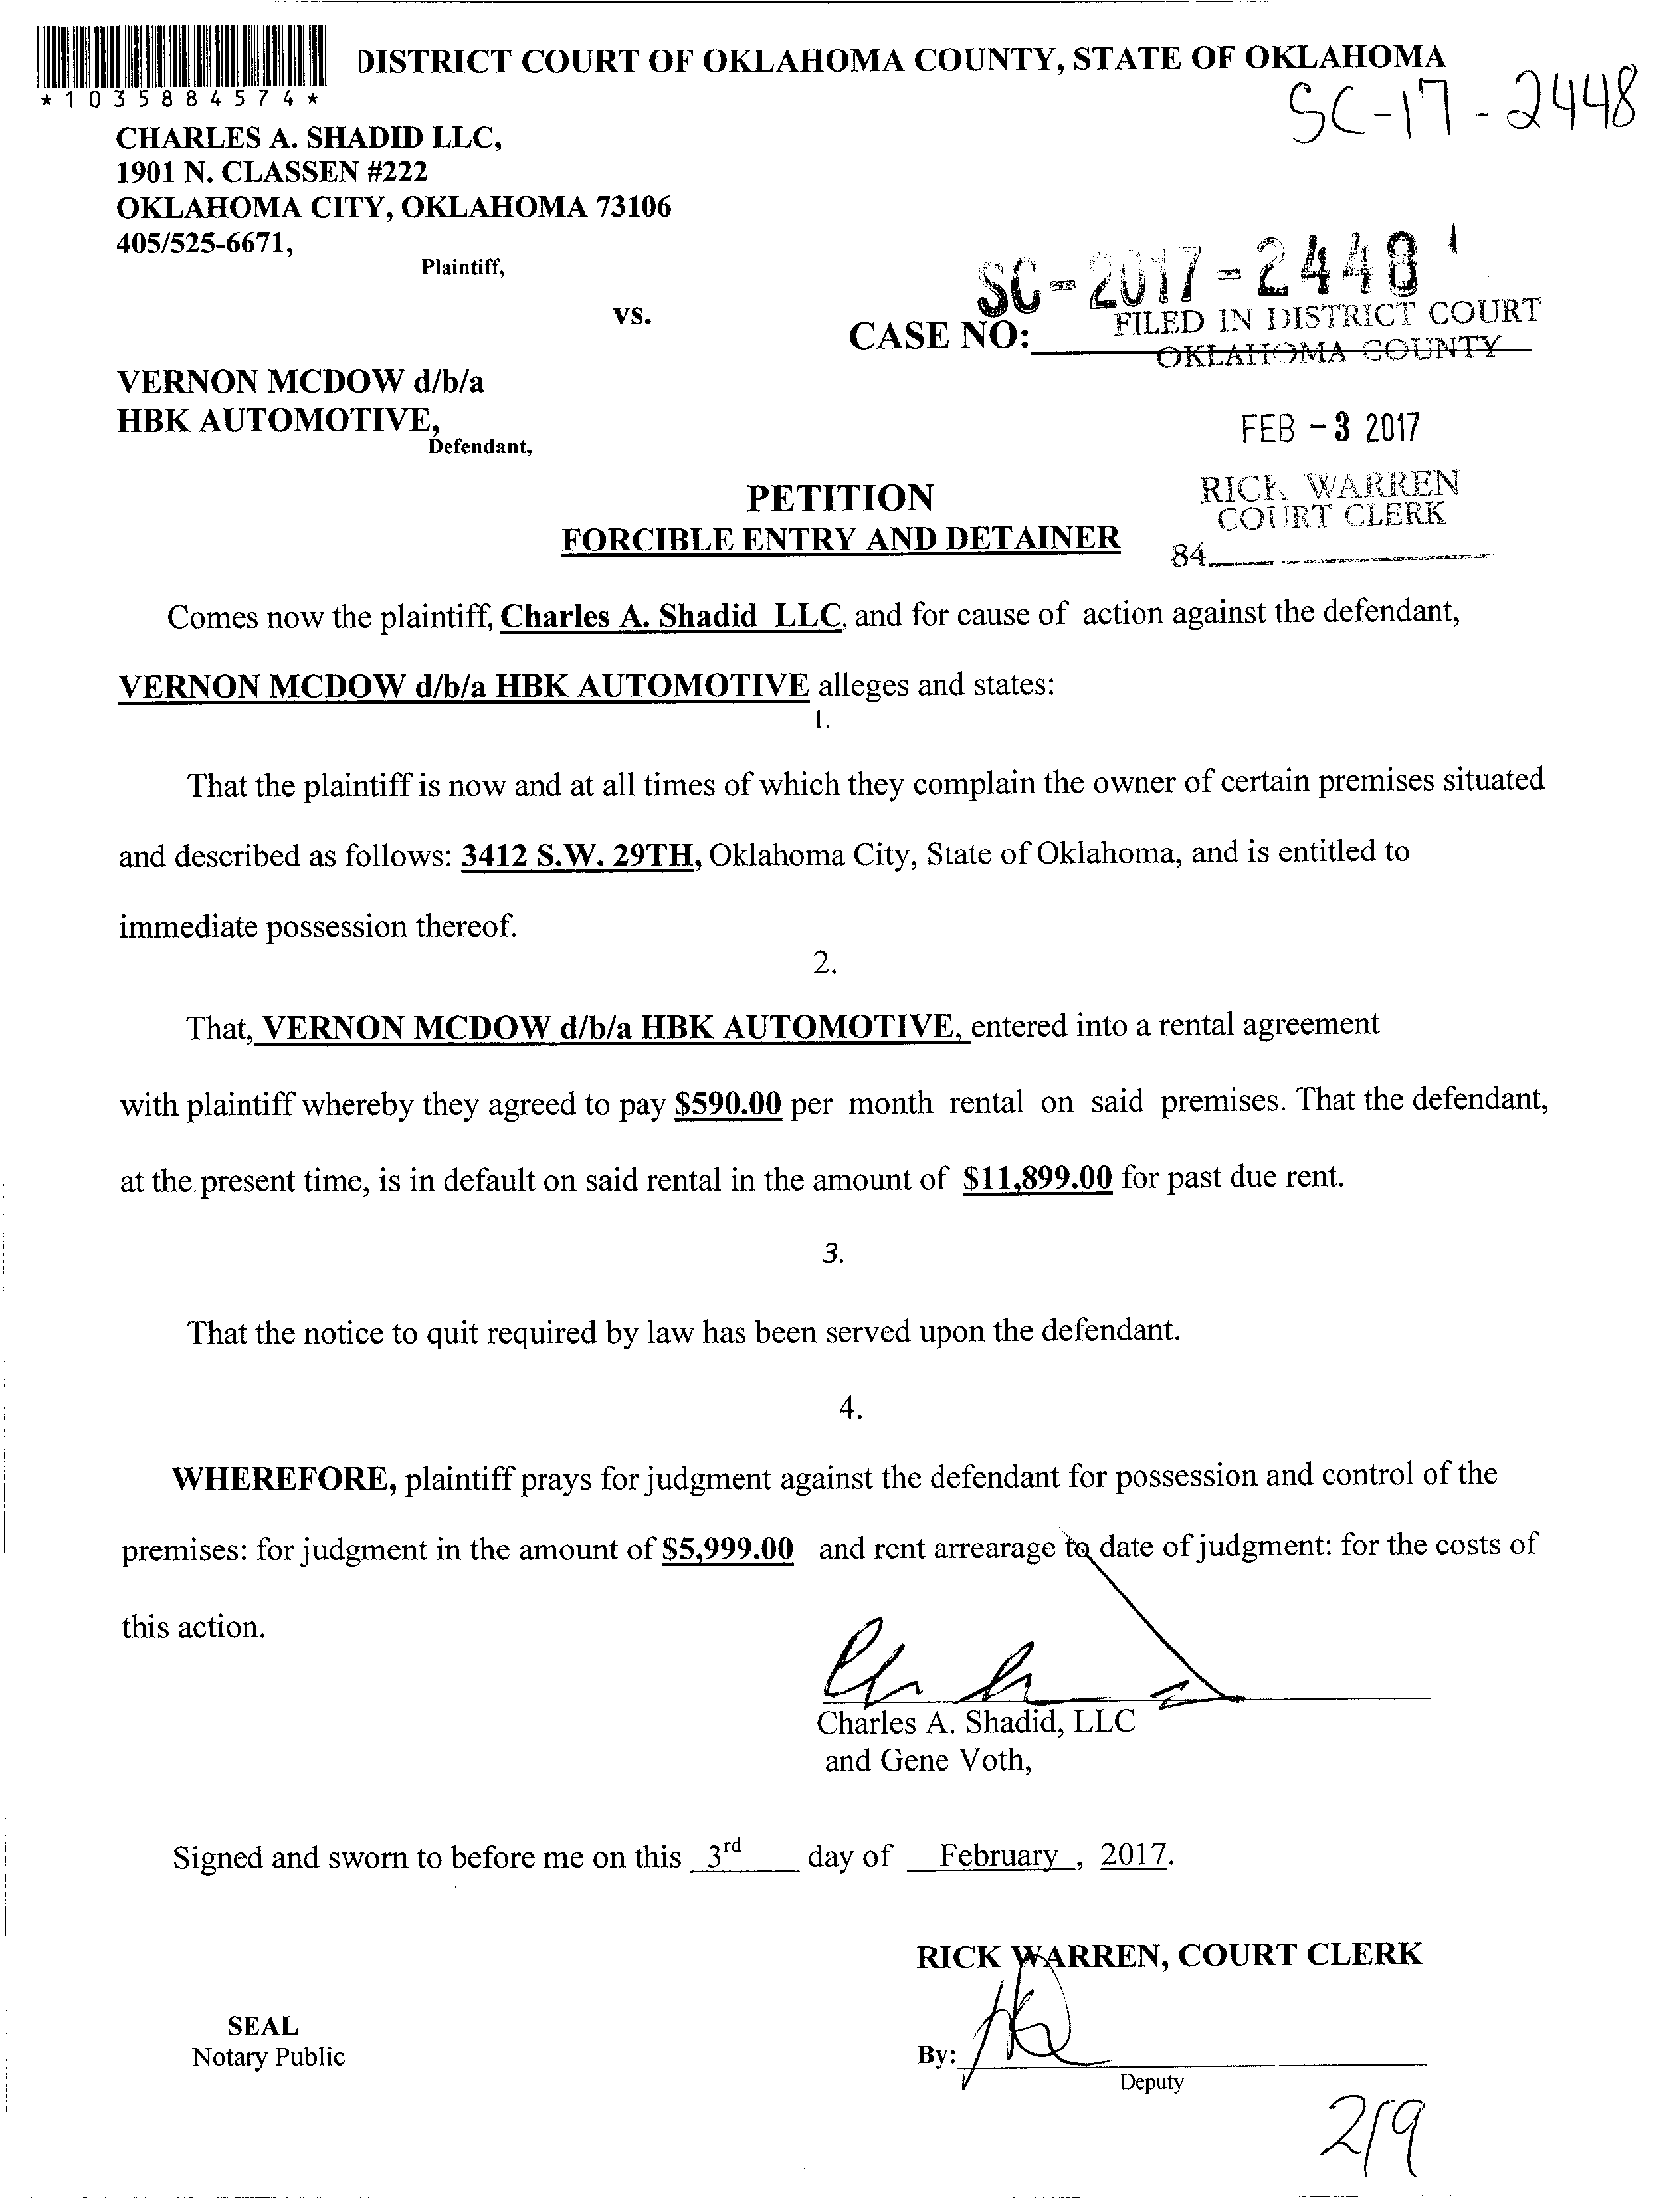 DISTRICT COURT OF OKLAHOMA COUNTY, STATE OF OKLAHOMA
*1035884574*
SC-17-2448
CHARLES A. SHADID LLC,
1901 N. CLASSEN #222
OKLAHOMA CITY, OKLAHOMA 73106
405/525-6671,
Plaintiff,
vs.
SC-2017-2448
CASE NO:
FILED IN DISTRICT COURT
OKLAHOMA COUNTY
VERNON MCDOW d/b/a
HBK AUTOMOTIVE,
Defendant,
FEB - 3 2017
PETITION
RICK WARREN
COURT CLERK
FORCIBLE ENTRY AND DETAINER
84
Comes now the plaintiff, Charles A. Shadid LLC, and for cause of action against the defendant,
VERNON MCDOW d/b/a HBK AUTOMOTIVE alleges and states:
1.
That the plaintiff is now and at all times of which they complain the owner of certain premises situated
and described as follows: 3412 S.W. 29TH, Oklahoma City, State of Oklahoma, and is entitled to
immediate possession thereof.
2.
That, VERNON MCDOW d/b/a HBK AUTOMOTIVE, entered into a rental agreement
with plaintiff whereby they agreed to pay $590.00 per month rental on said premises. That the defendant,
at the present time, is in default on said rental in the amount of $11,899.00 for past due rent.
3.
That the notice to quit required by law has been served upon the defendant.
4.
WHEREFORE, plaintiff prays for judgment against the defendant for possession and control of the
premises: for judgment in the amount of $5,999.00 and rent arrearage to date of judgment: for the costs of
this action.
Charles A. Shadid, LLC
and Gene Voth,
Signed and sworn to before me on this 3rd day of February, 2017.
RICK WARREN, COURT CLERK
SEAL
Notary Public
By:
Deputy
2/9